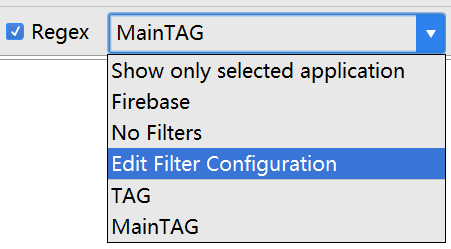 Regex MainTAG
Show only selected application
Firebase
No Filters
Edit Filter Configuration
TAG
MainTAG